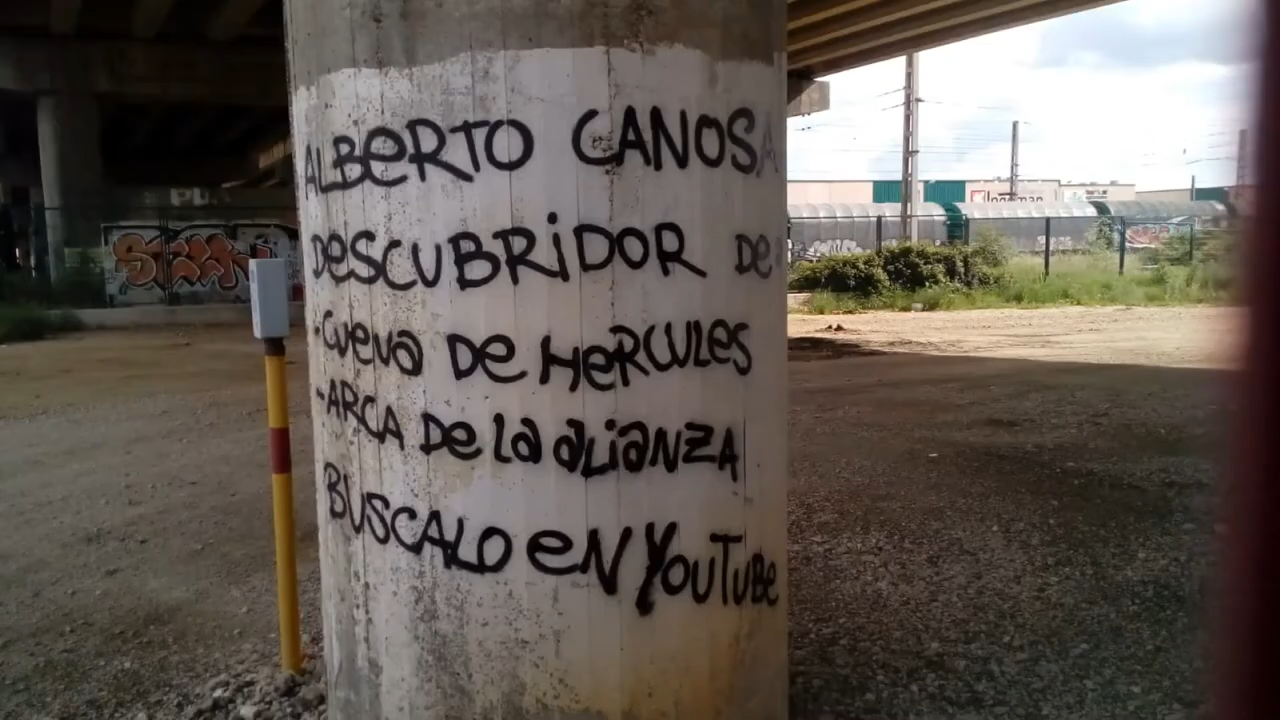 ALBERTO CANOSA
DESCUBRIDOR DE
-CUEVA DE HERCULES
-ARCA DE LA ALIANZA
BUSCALO EN YOUTUBE